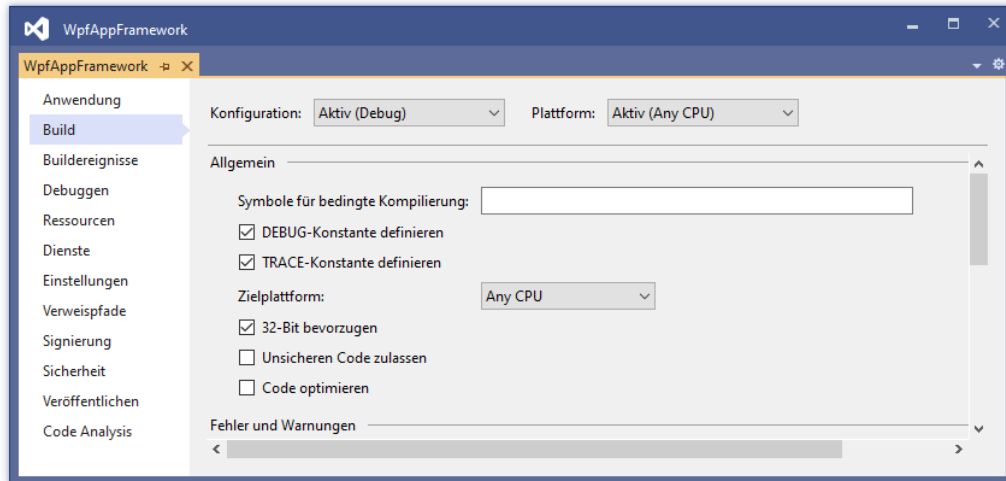 WpfAppFramework
WpfAppFramework
Anwendung
Build
Buildereignisse
Debuggen
Ressourcen
Dienste
Einstellungen
Verweispfade
Signierung
Sicherheit
Veröffentlichen
Code Analysis
Konfiguration: Aktiv (Debug) Plattform: Aktiv (Any CPU)
Allgemein
Symbole für bedingte Kompilierung:
DEBUG-Konstante definieren
TRACE-Konstante definieren
Zielplattform: Any CPU
32-Bit bevorzugen
Unsicheren Code zulassen
Code optimieren
Fehler und Warnungen